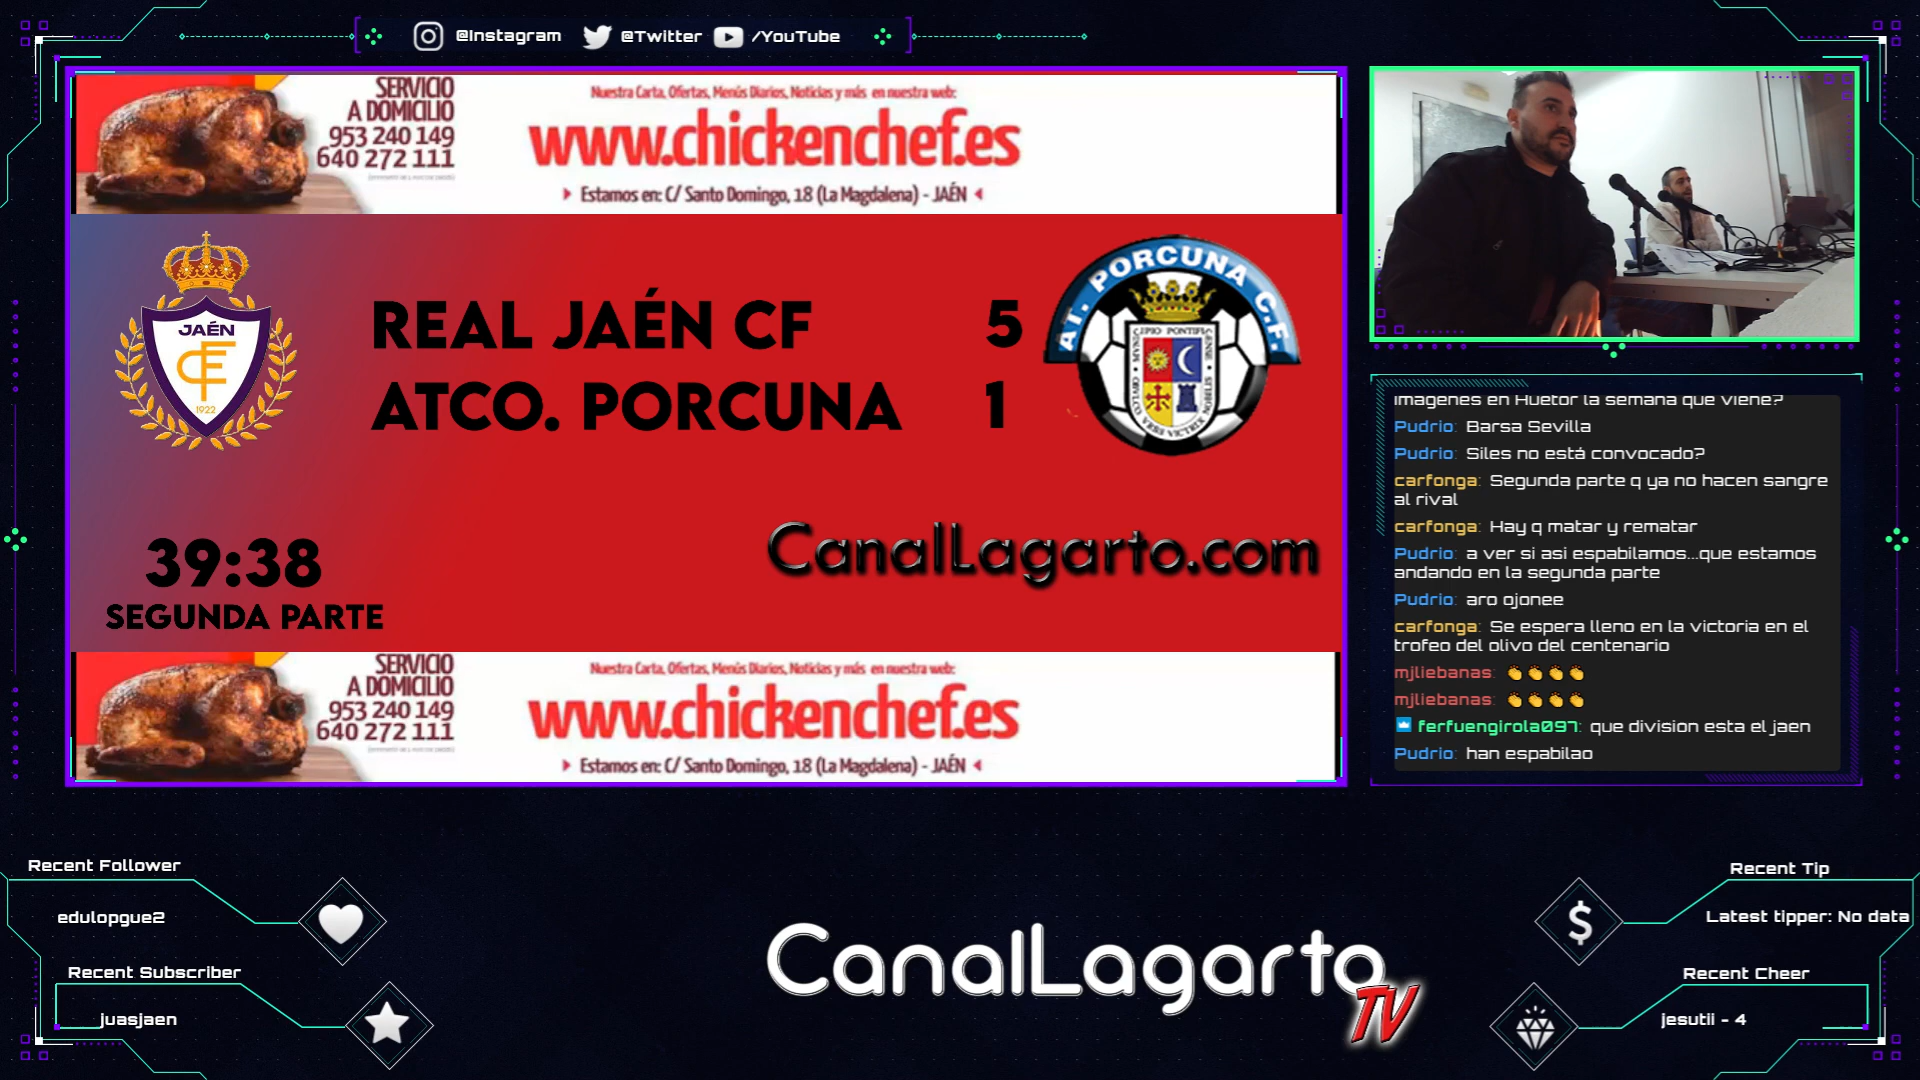 @Instagram
@Twitter
/YouTube
SERVICIO
A DOMICILIO
953 240 149
640 272 111
Nuestra Carta, Ofertas, Menús Diarios, Noticias y más en nuestra web:
www.chickenchef.es
Estamos en: C/ Santo Domingo, 18 (La Magdalena) - JAÉN
JAÉN
CF
1922
REAL JAÉN CF 5
ATCO. PORCUNA 1
AT. PORCUNA C.F.
39:38
SEGUNDA PARTE
CanalLagarto.com
SERVICIO
A DOMICILIO
953 240 149
640 272 111
Nuestra Carta, Ofertas, Menús Diarios, Noticias y más en nuestra web:
www.chickenchef.es
Estamos en: C/ Santo Domingo, 18 (La Magdalena) - JAÉN
imagenes en Huetor la semana que viene?
Pudrio: Barsa Sevilla
Pudrio: Siles no está convocado?
carfonga: Segunda parte q ya no hacen sangre
al rival
carfonga: Hay q matar y rematar
Pudrio: a ver si asi espabilamos...que estamos
andando en la segunda parte
Pudrio: aro ojonee
carfonga: Se espera lleno en la victoria en el
trofeo del olivo del centenario
mjliebanas: 👏👏👏👏
mjliebanas: 👏👏👏👏
ferfuengirola097: que division esta el jaen
Pudrio: han espabilao
Recent Follower
edulopgue2
Recent Subscriber
juasjaen
CanalLagarto
TV
Recent Tip
Latest tipper: No data
Recent Cheer
jesutii - 4